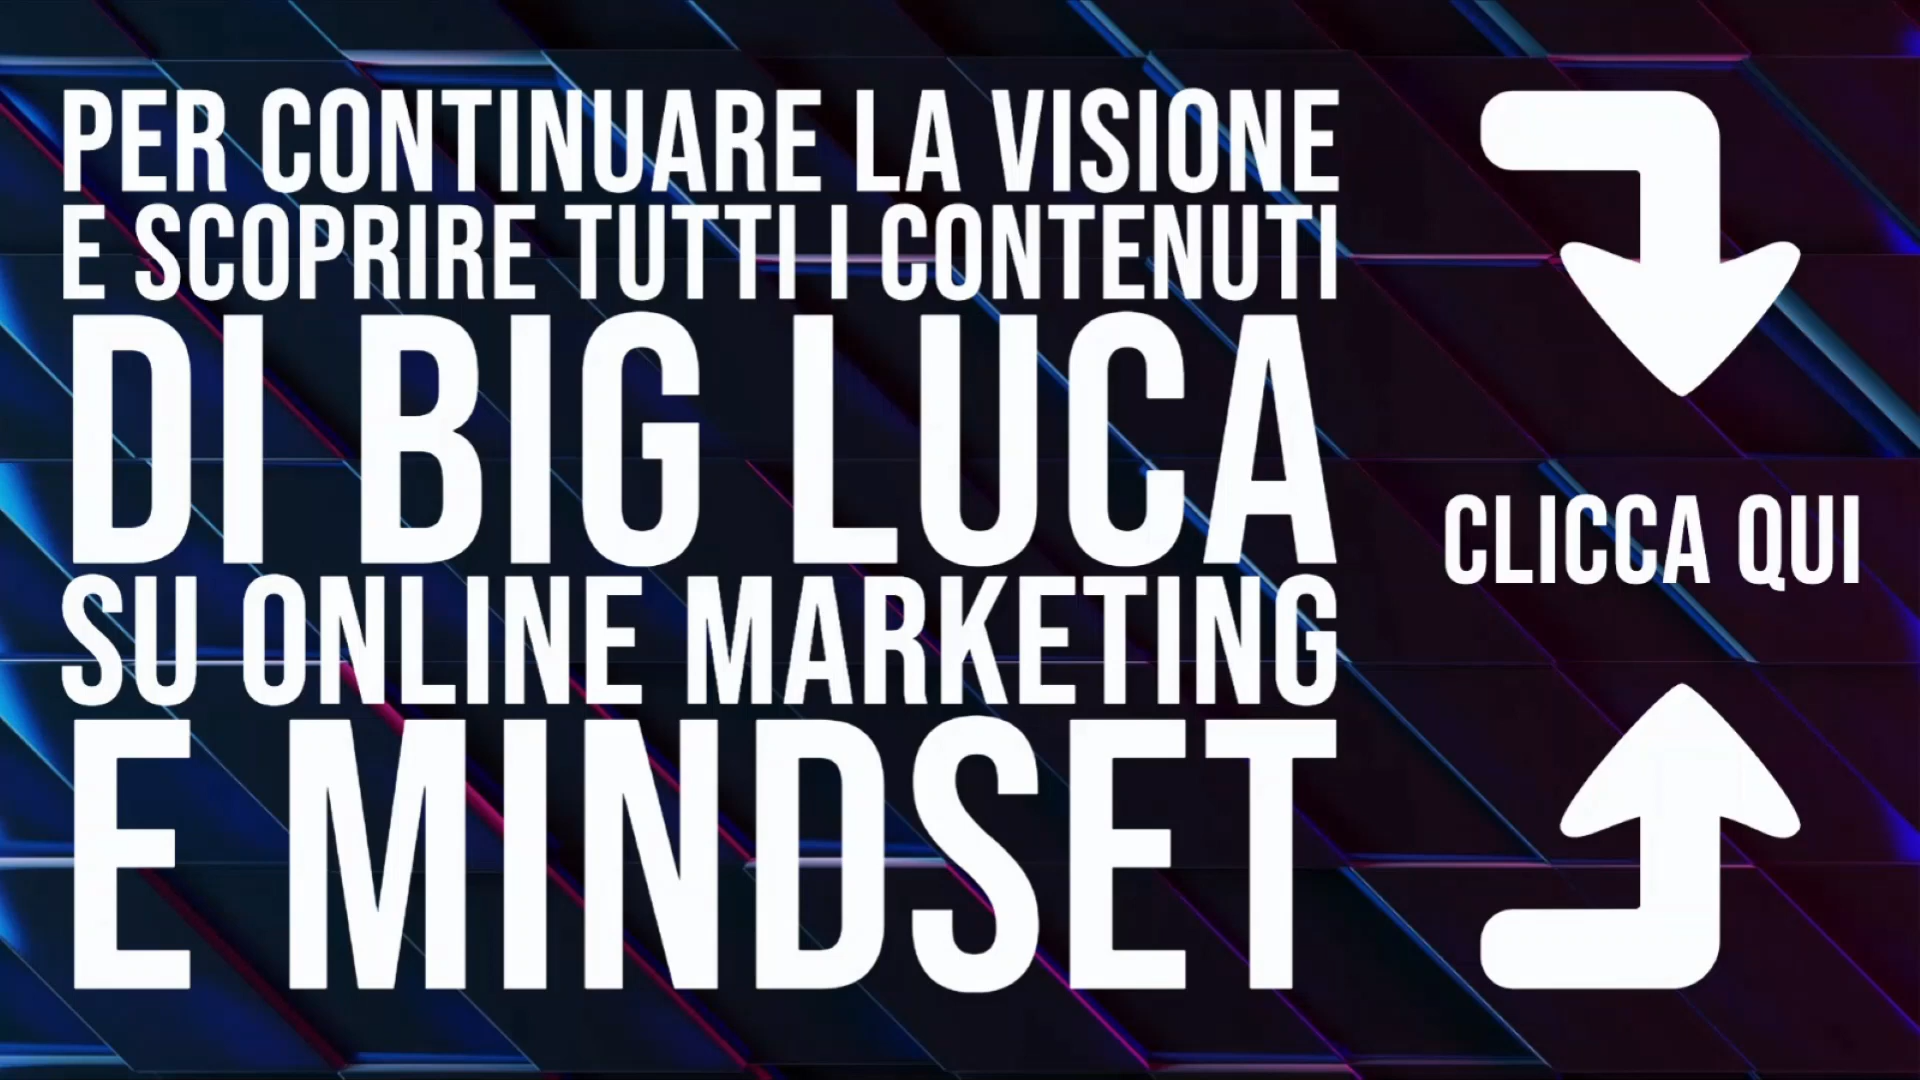 PER CONTINUARE LA VISIONE
E SCOPRIRE TUTTI I CONTENUTI
DI BIG LUCA
SU ONLINE MARKETING
E MINDSET
CLICCA QUI